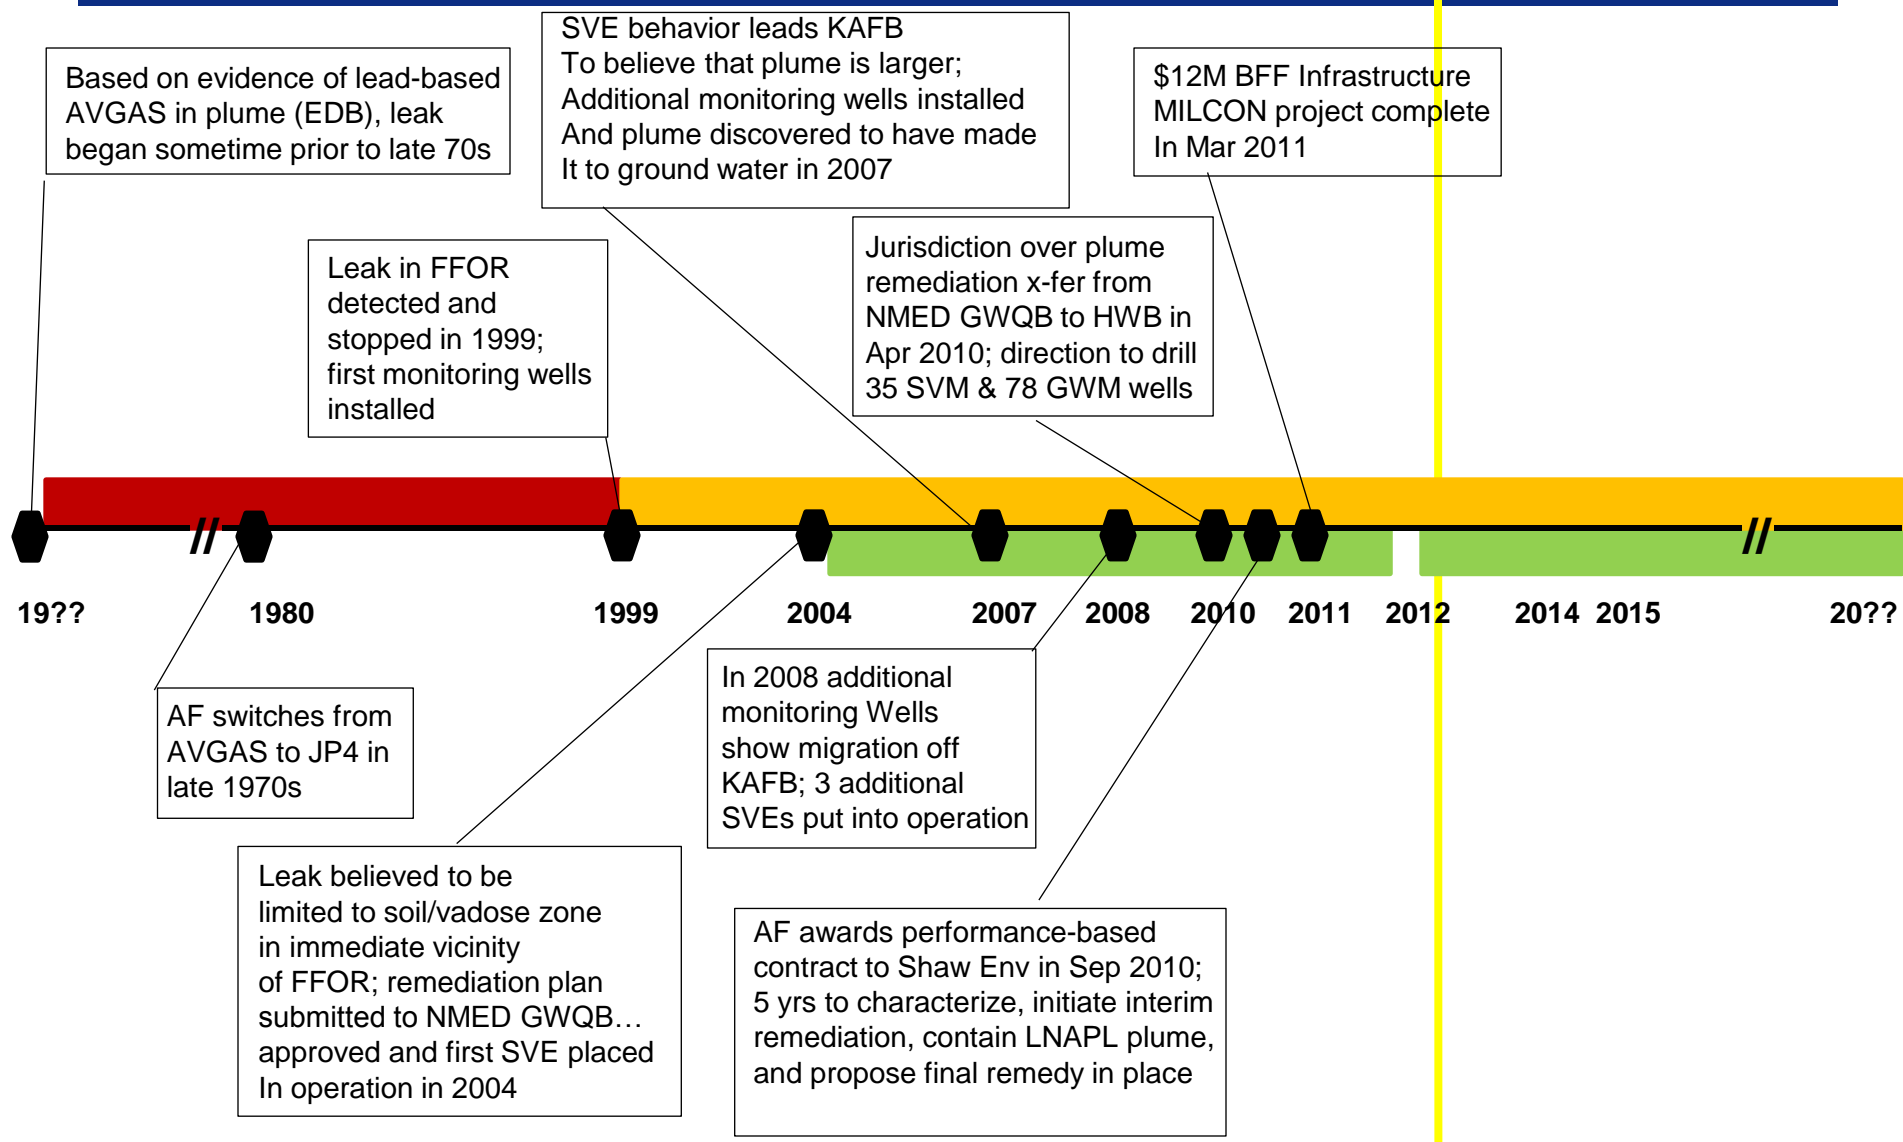 SVE behavior leads KAFB
To believe that plume is larger;
Additional monitoring wells installed
And plume discovered to have made
It to ground water in 2007
Based on evidence of lead-based
AVGAS in plume (EDB), leak
began sometime prior to late 70s
$12M BFF Infrastructure
MILCON project complete
In Mar 2011
Leak in FFOR
detected and
stopped in 1999;
first monitoring wells
installed
Jurisdiction over plume
remediation x-fer from
NMED GWQB to HWB in
Apr 2010; direction to drill
35 SVM & 78 GWM wells
//
//
19?? 1980 1999 2004 2007 2008 2010 2011 2012 2014 2015 20??
AF switches from
AVGAS to JP4 in
late 1970s
In 2008 additional
monitoring Wells
show migration off
KAFB; 3 additional
SVEs put into operation
Leak believed to be
limited to soil/vadose zone
in immediate vicinity
of FFOR; remediation plan
submitted to NMED GWQB…
approved and first SVE placed
In operation in 2004
AF awards performance-based
contract to Shaw Env in Sep 2010;
5 yrs to characterize, initiate interim
remediation, contain LNAPL plume,
and propose final remedy in place